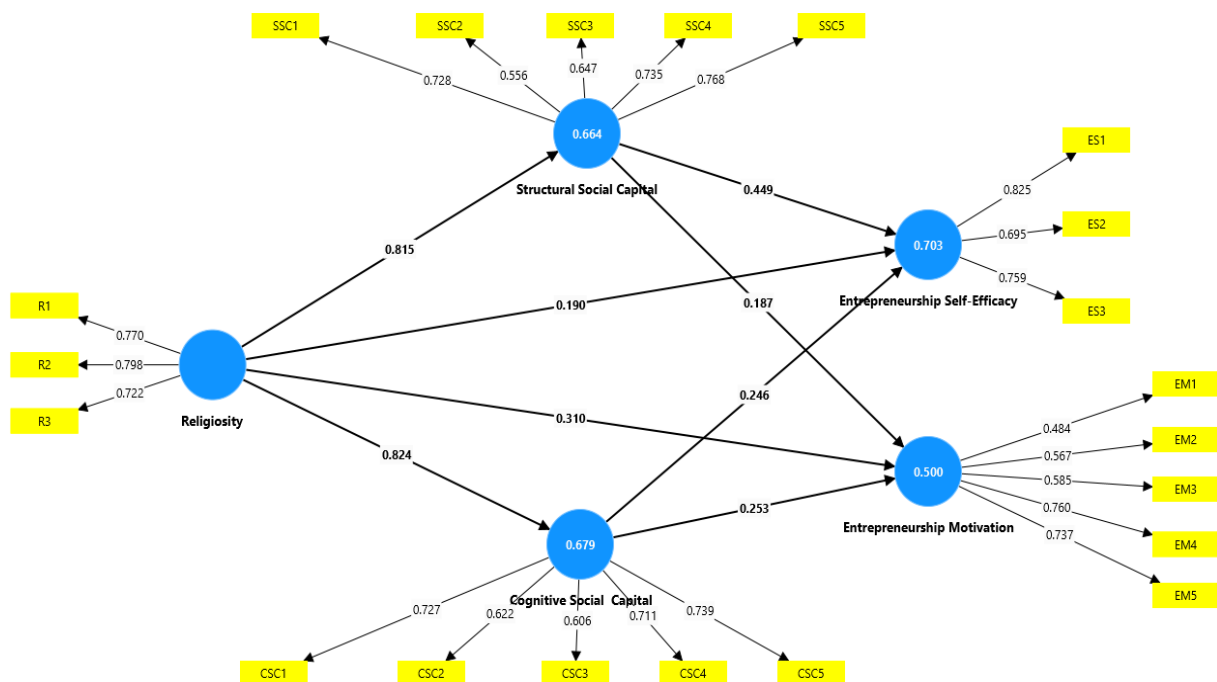 SSC1
SSC2
SSC3
SSC4
SSC5
0.728
0.556
0.647
0.735
0.768
0.664
Structural Social Capital
ES1
0.825
ES2
0.695
0.759
ES3
0.703
Entrepreneurship Self-Efficacy
0.449
0.815
0.190
0.187
R1
0.770
R2
0.798
0.722
R3
Religiosity
0.310
0.246
0.824
0.253
EM1
0.484
EM2
0.567
0.585
EM3
0.760
EM4
0.737
EM5
0.500
Entrepreneurship Motivation
0.679
Cognitive Social Capital
0.727
0.622
0.606
0.711
0.739
CSC1
CSC2
CSC3
CSC4
CSC5